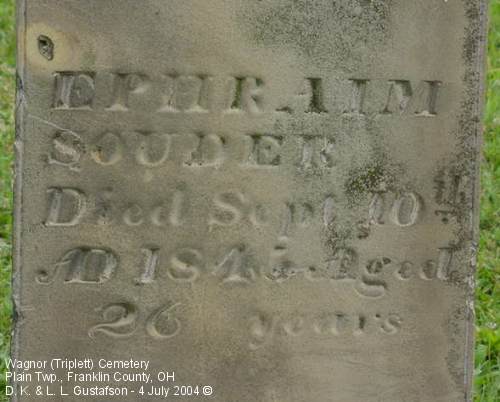 EPHRAIM
SOUDER
Died Sept 10th
AD 1845 Aged
26 years
Wagnor (Triplett) Cemetery
Plain Twp., Franklin County, OH
D. K. & L. L. Gustafson - 4 July 2004 ©